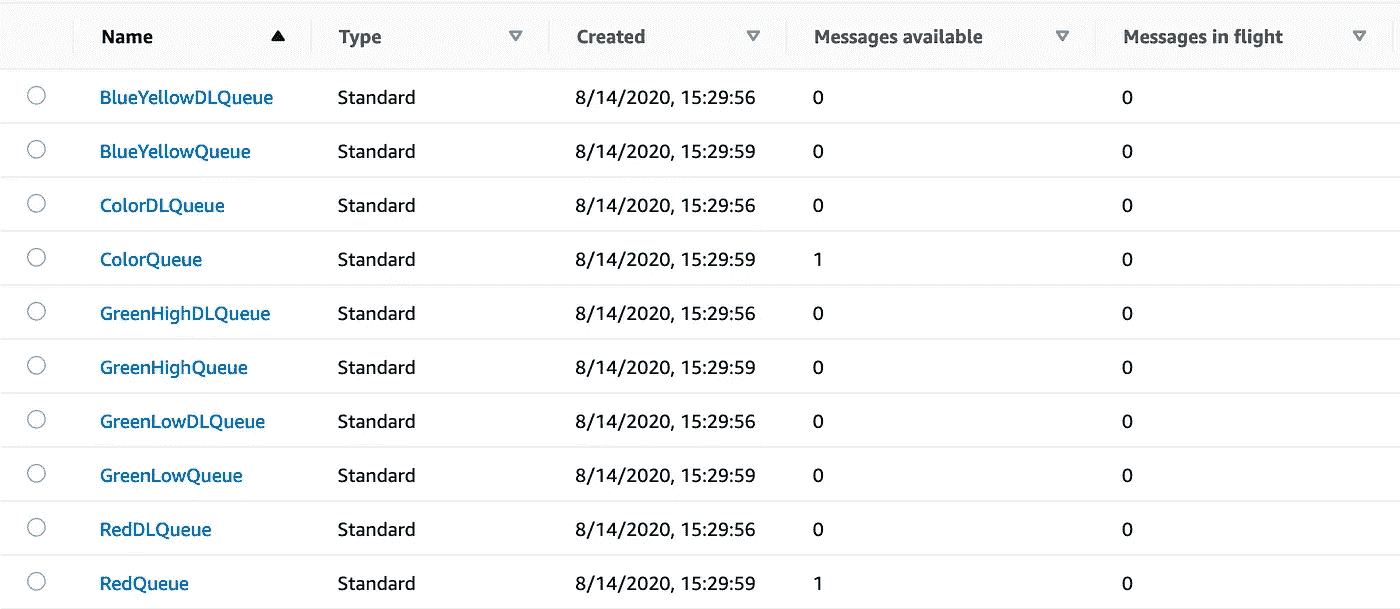 Name Type Created Messages available Messages in flight
BlueYellowDLQueue Standard 8/14/2020, 15:29:56 0 0
BlueYellowQueue Standard 8/14/2020, 15:29:59 0 0
ColorDLQueue Standard 8/14/2020, 15:29:56 0 0
ColorQueue Standard 8/14/2020, 15:29:59 1 0
GreenHighDLQueue Standard 8/14/2020, 15:29:56 0 0
GreenHighQueue Standard 8/14/2020, 15:29:59 0 0
GreenLowDLQueue Standard 8/14/2020, 15:29:56 0 0
GreenLowQueue Standard 8/14/2020, 15:29:59 0 0
RedDLQueue Standard 8/14/2020, 15:29:56 0 0
RedQueue Standard 8/14/2020, 15:29:59 1 0